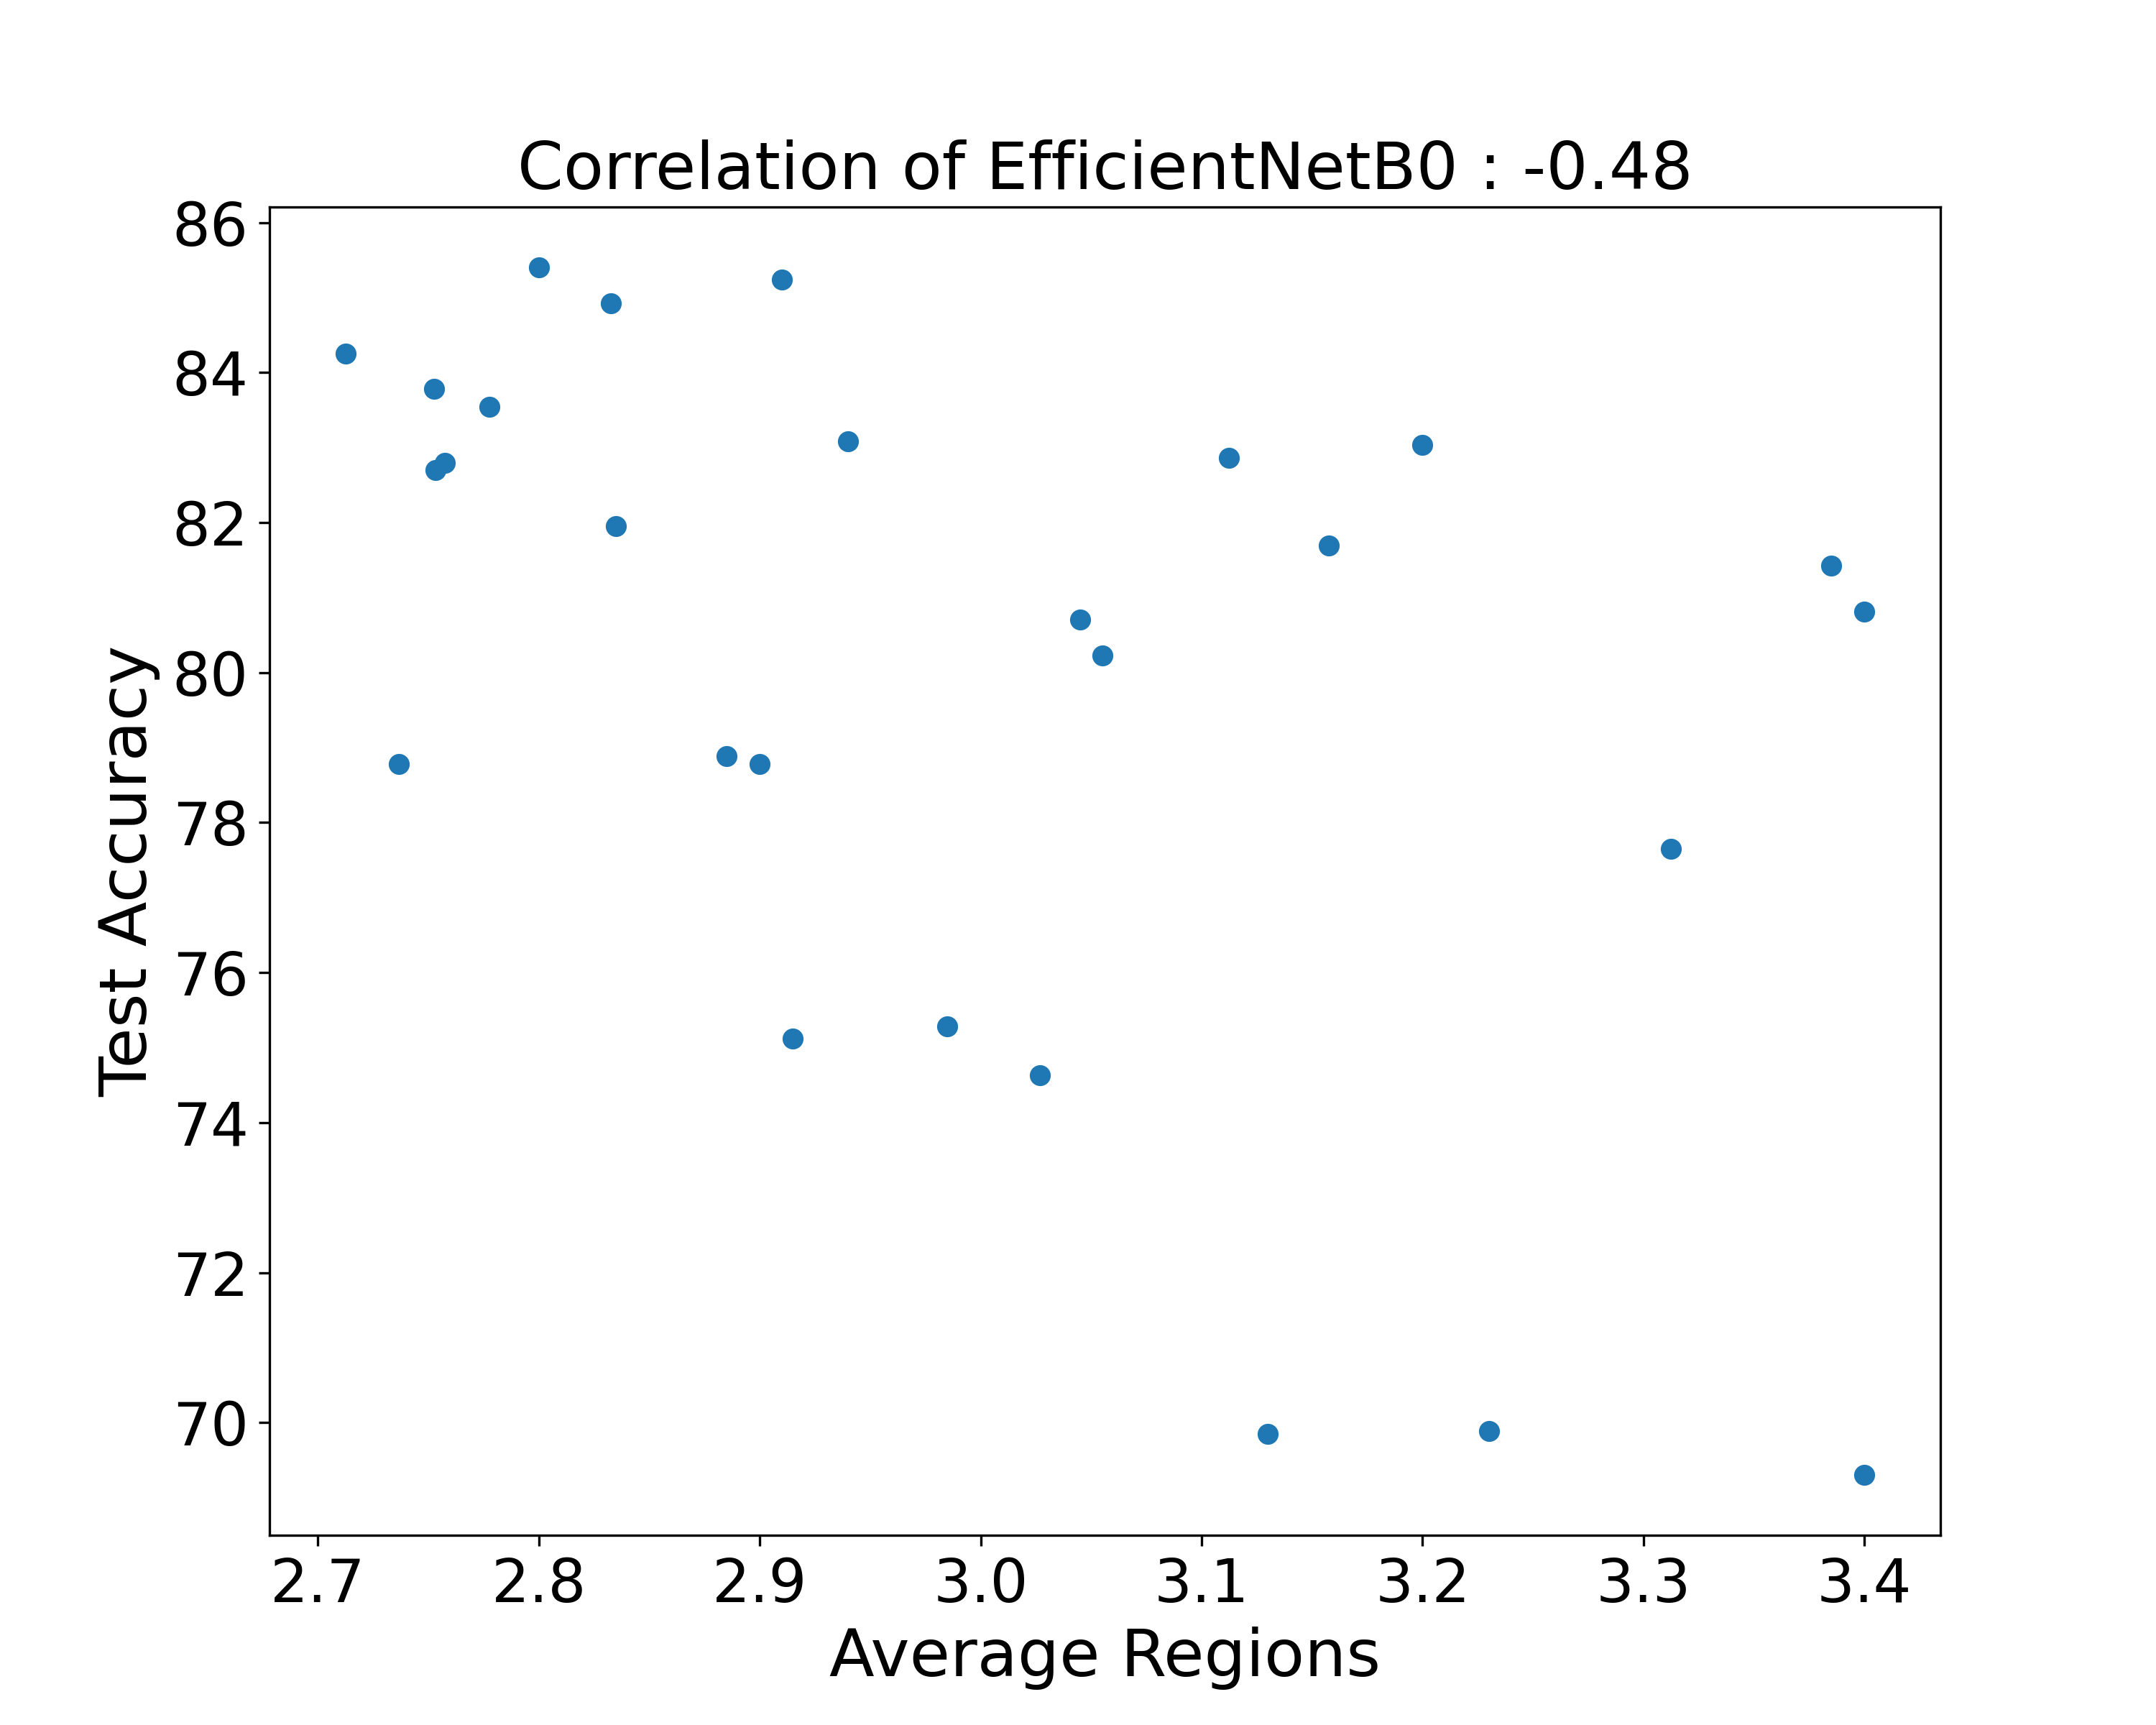 Correlation of EfficientNetB0 : -0.48
86
84
82
80
78
76
74
72
70
Test Accuracy
2.7 2.8 2.9 3.0 3.1 3.2 3.3 3.4
Average Regions